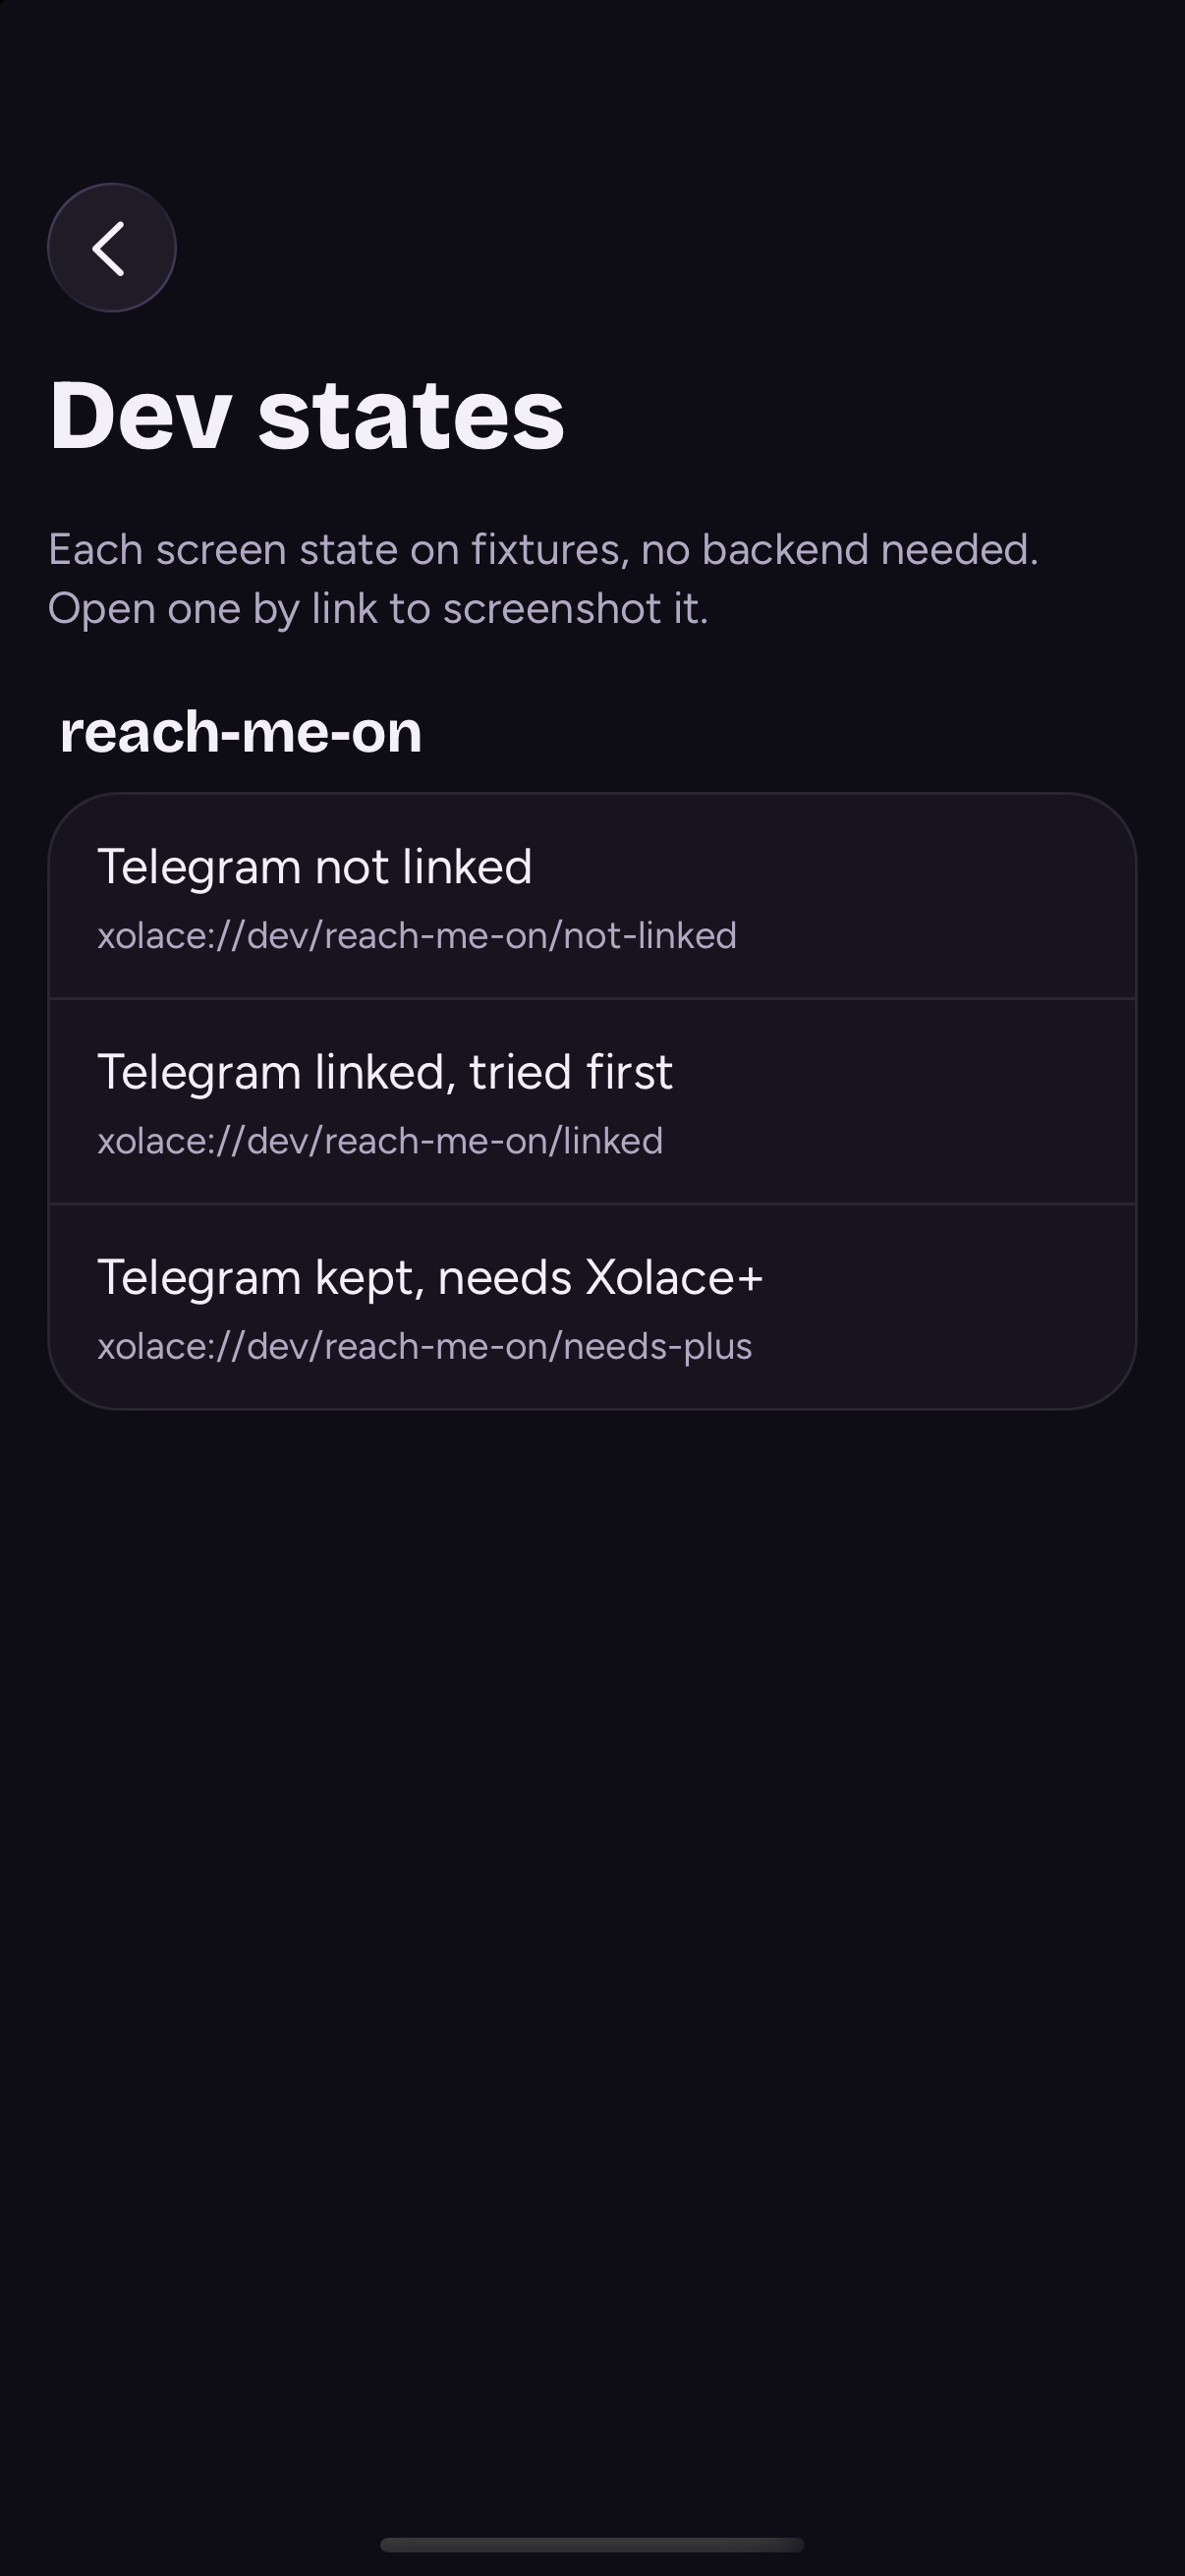 Dev states
Each screen state on fixtures, no backend needed.
Open one by link to screenshot it.
reach-me-on
Telegram not linked
xolace://dev/reach-me-on/not-linked
Telegram linked, tried first
xolace://dev/reach-me-on/linked
Telegram kept, needs Xolace+
xolace://dev/reach-me-on/needs-plus